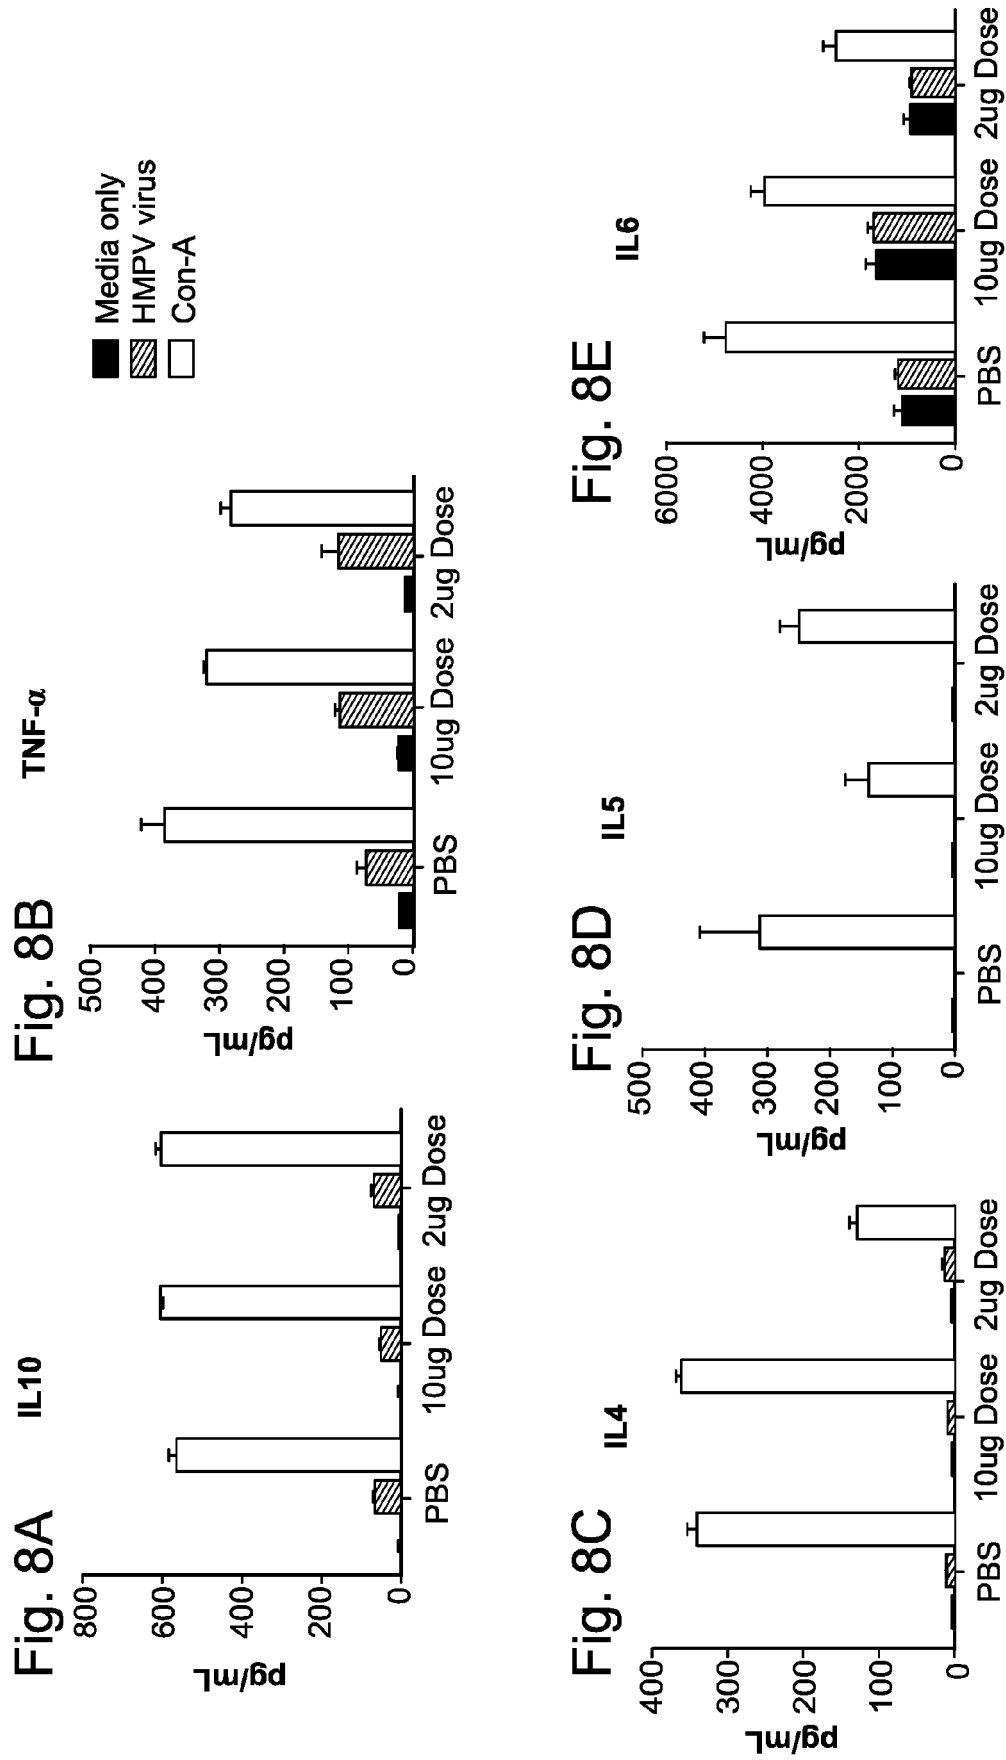 Fig. 8A
IL10
pg/mL
800
600
400
200
0
PBS
10ug Dose
2ug Dose
Fig. 8B
TNF-α
pg/mL
500
400
300
200
100
0
PBS
10ug Dose
2ug Dose
Media only
HMPV virus
Con-A
Fig. 8C
IL4
pg/mL
400
300
200
100
0
PBS
10ug Dose
2ug Dose
Fig. 8D
IL5
pg/mL
500
400
300
200
100
0
PBS
10ug Dose
2ug Dose
Fig. 8E
IL6
pg/mL
6000
4000
2000
0
PBS
10ug Dose
2ug Dose